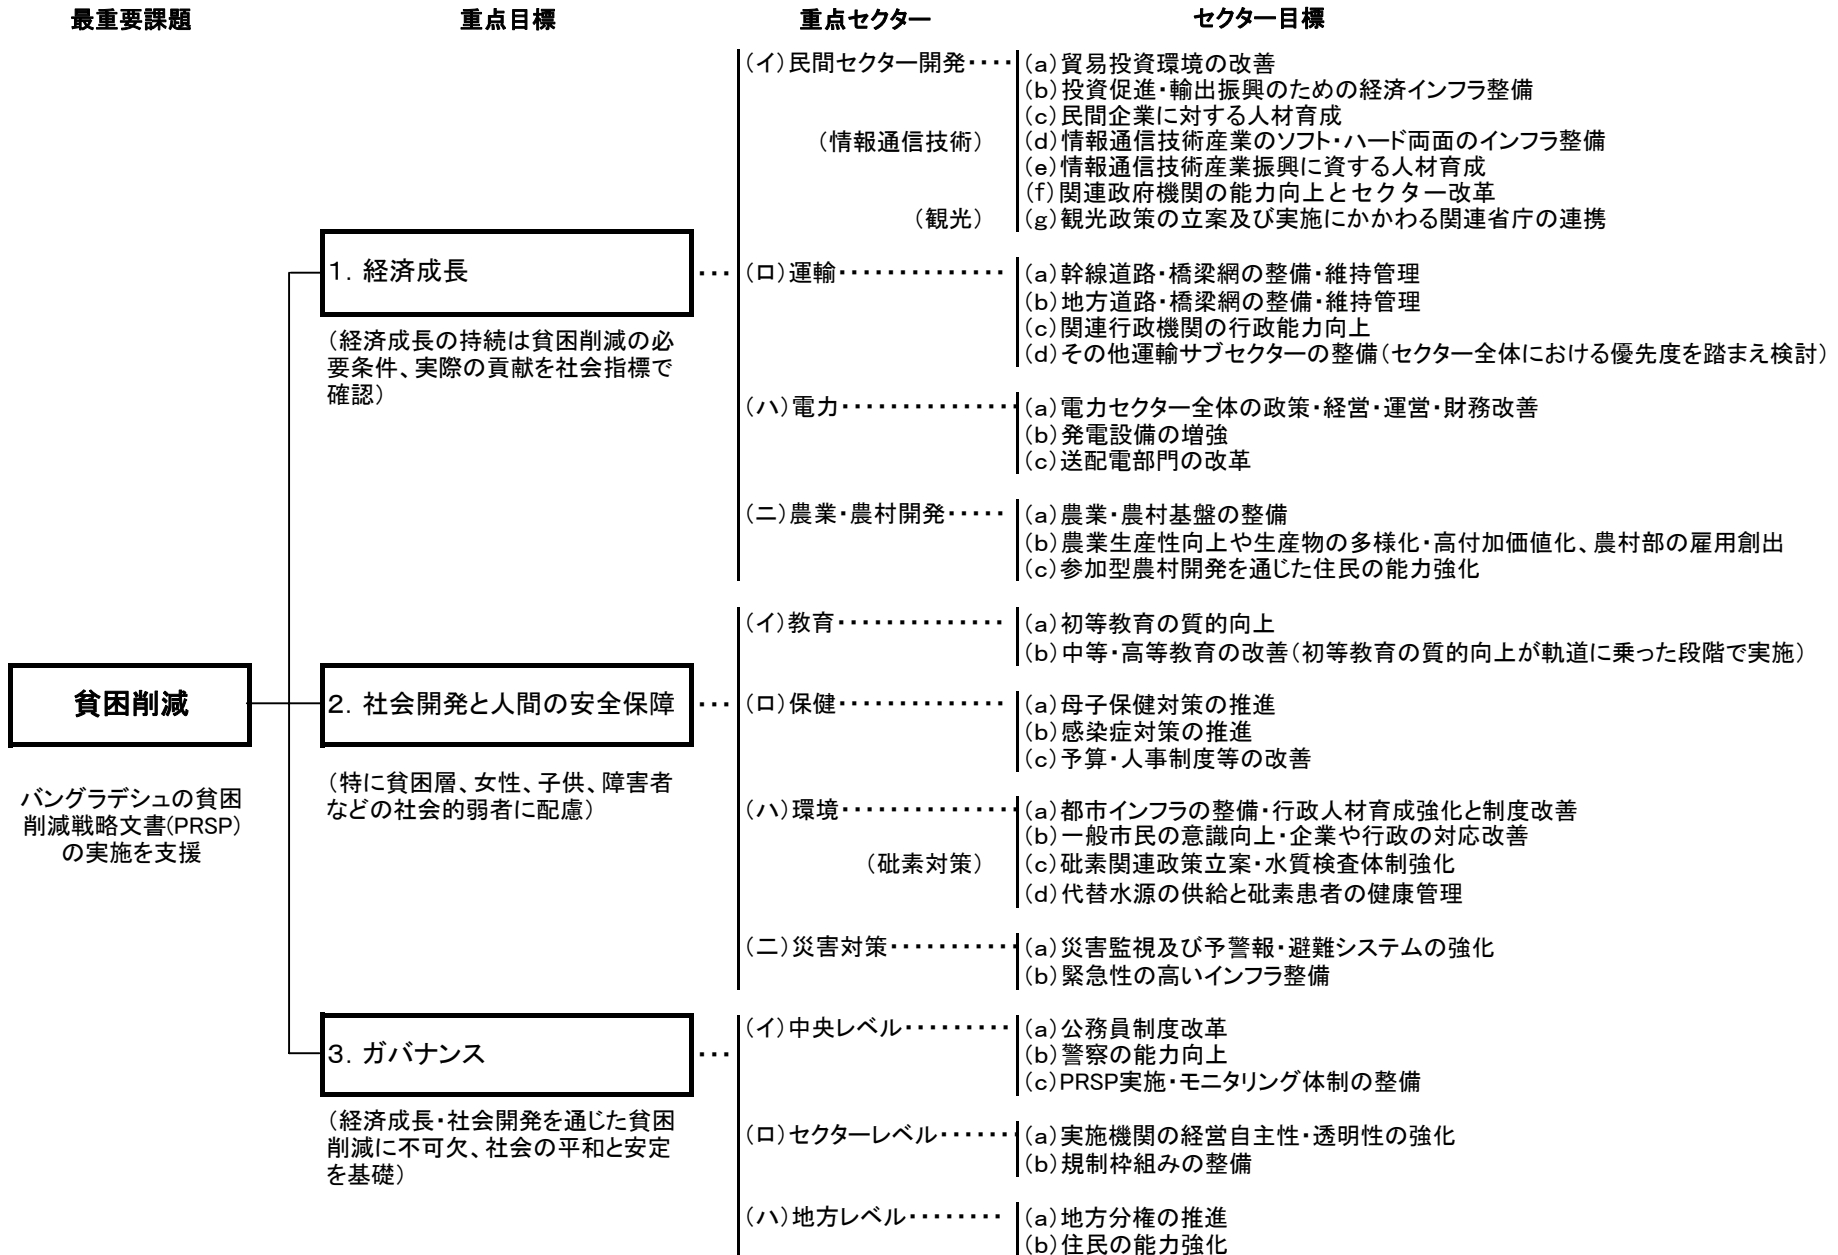 最重要課題
重点目標
重点セクター
セクター目標
貧困削減
バングラデシュの貧困
削減戦略文書(PRSP)
の実施を支援
1．経済成長
（経済成長の持続は貧困削減の必
要条件、実際の貢献を社会指標で
確認）
・・・
（イ）民間セクター開発・・・・
（a）貿易投資環境の改善
（b）投資促進・輸出振興のための経済インフラ整備
（c）民間企業に対する人材育成
（情報通信技術）
（d）情報通信技術産業のソフト・ハード両面のインフラ整備
（e）情報通信技術産業振興に資する人材育成
（f）関連政府機関の能力向上とセクター改革
（観光）
（g）観光政策の立案及び実施にかかわる関連省庁の連携
（ロ）運輸・・・・・・・・・・・・・・
（a）幹線道路・橋梁網の整備・維持管理
（b）地方道路・橋梁網の整備・維持管理
（c）関連行政機関の行政能力向上
（d）その他運輸サブセクターの整備（セクター全体における優先度を踏まえ検討）
（ハ）電力・・・・・・・・・・・・・・・
（a）電力セクター全体の政策・経営・運営・財務改善
（b）発電設備の増強
（c）送配電部門の改革
（ニ）農業・農村開発・・・・・
（a）農業・農村基盤の整備
（b）農業生産性向上や生産物の多様化・高付加価値化、農村部の雇用創出
（c）参加型農村開発を通じた住民の能力強化
2．社会開発と人間の安全保障
（特に貧困層、女性、子供、障害者
などの社会的弱者に配慮）
・・・
（イ）教育・・・・・・・・・・・・・・
（a）初等教育の質的向上
（b）中等・高等教育の改善（初等教育の質的向上が軌道に乗った段階で実施）
（ロ）保健・・・・・・・・・・・・・・
（a）母子保健対策の推進
（b）感染症対策の推進
（c）予算・人事制度等の改善
（ハ）環境・・・・・・・・・・・・・・・
（a）都市インフラの整備・行政人材育成強化と制度改善
（b）一般市民の意識向上・企業や行政の対応改善
（砒素対策）
（c）砒素関連政策立案・水質検査体制強化
（d）代替水源の供給と砒素患者の健康管理
（二）災害対策・・・・・・・・・・・
（a）災害監視及び予警報・避難システムの強化
（b）緊急性の高いインフラ整備
3．ガバナンス
（経済成長・社会開発を通じた貧困
削減に不可欠、社会の平和と安定
を基礎）
・・・
（イ）中央レベル・・・・・・・・・
（a）公務員制度改革
（b）警察の能力向上
（c）PRSP実施・モニタリング体制の整備
（ロ）セクターレベル・・・・・・・
（a）実施機関の経営自主性・透明性の強化
（b）規制枠組みの整備
（ハ）地方レベル・・・・・・・・
（a）地方分権の推進
（b）住民の能力強化